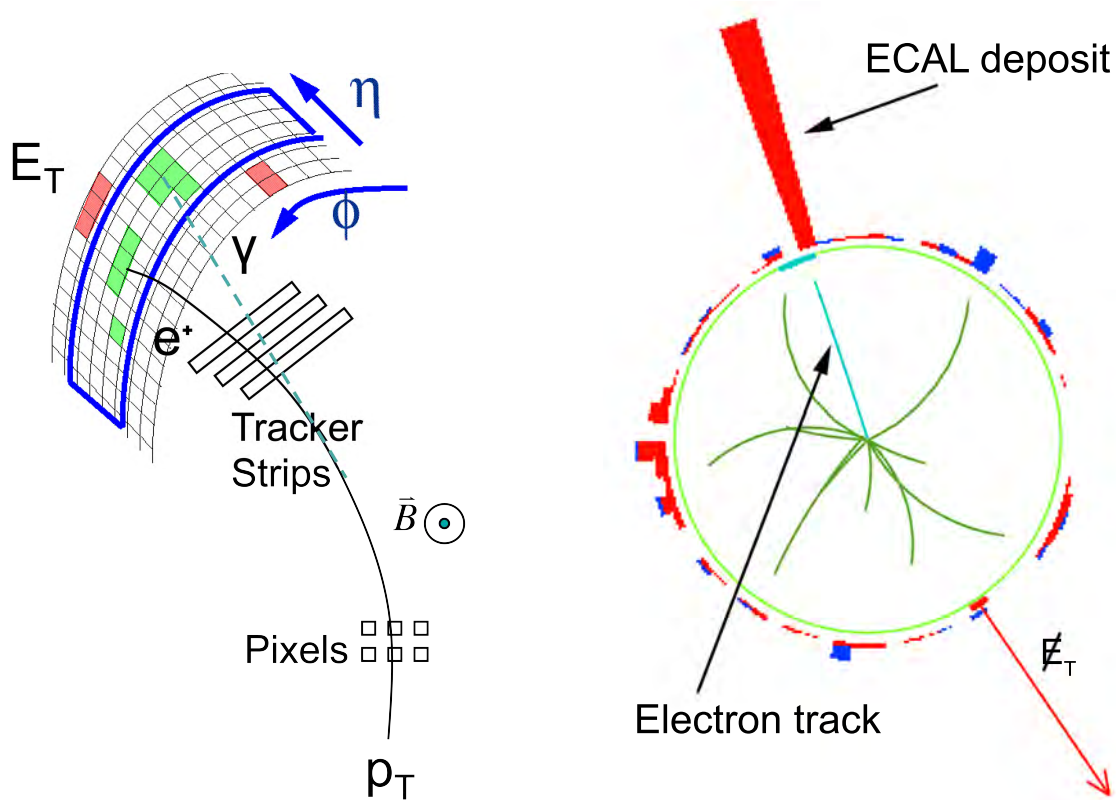 η
E_T
ϕ
γ
e⁺
Tracker
Strips
B⃗
Pixels
p_T
ECAL deposit
Electron track
E̸_T